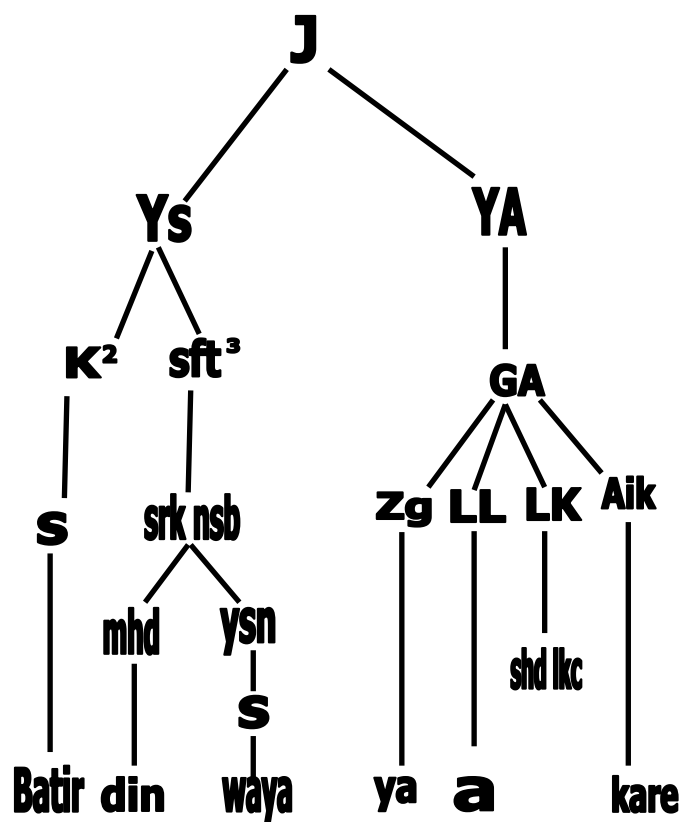 J
Ys YA
K² sft³ GA
Zg LL LK Aik
s srk nsb
mhd ysn
shd lkc
s
Batir din waya ya a kare